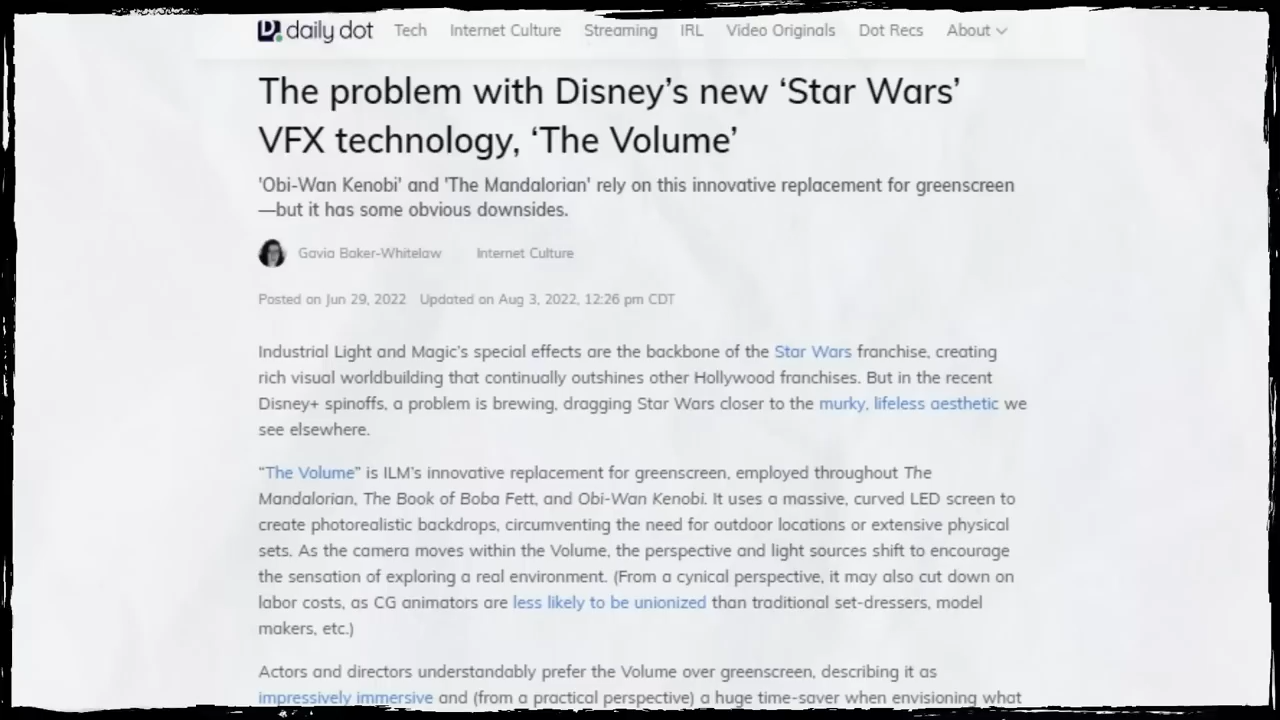 daily dot Tech Internet Culture Streaming IRL Video Originals Dot Recs About
The problem with Disney’s new ‘Star Wars’
VFX technology, ‘The Volume’
'Obi-Wan Kenobi' and 'The Mandalorian' rely on this innovative replacement for greenscreen
—but it has some obvious downsides.
Gavia Baker-Whitelaw Internet Culture
Posted on Jun 29, 2022 Updated on Aug 3, 2022, 12:26 pm CDT
Industrial Light and Magic’s special effects are the backbone of the Star Wars franchise, creating
rich visual worldbuilding that continually outshines other Hollywood franchises. But in the recent
Disney+ spinoffs, a problem is brewing, dragging Star Wars closer to the murky, lifeless aesthetic we
see elsewhere.
“The Volume” is ILM’s innovative replacement for greenscreen, employed throughout The
Mandalorian, The Book of Boba Fett, and Obi-Wan Kenobi. It uses a massive, curved LED screen to
create photorealistic backdrops, circumventing the need for outdoor locations or extensive physical
sets. As the camera moves within the Volume, the perspective and light sources shift to encourage
the sensation of exploring a real environment. (From a cynical perspective, it may also cut down on
labor costs, as CG animators are less likely to be unionized than traditional set-dressers, model
makers, etc.)
Actors and directors understandably prefer the Volume over greenscreen, describing it as
impressively immersive and (from a practical perspective) a huge time-saver when envisioning what